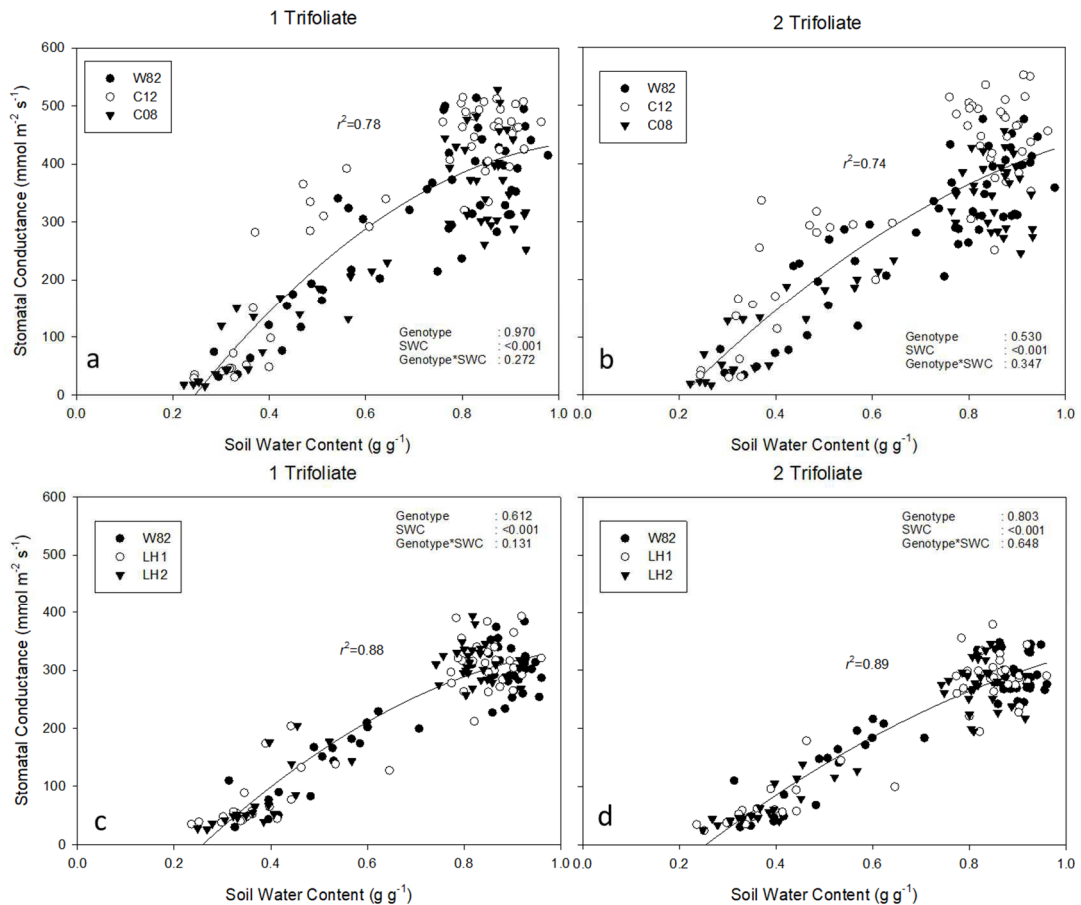 1 Trifoliate
2 Trifoliate
600
500
400
300
200
100
0
Stomatal Conductance (mmol m⁻² s⁻¹)
W82
C12
C08
r²=0.78
a
Genotype : 0.970
SWC : <0.001
Genotype*SWC : 0.272
0.0 0.2 0.4 0.6 0.8 1.0
Soil Water Content (g g⁻¹)
W82
C12
C08
r²=0.74
b
Genotype : 0.530
SWC : <0.001
Genotype*SWC : 0.347
0.2 0.4 0.6 0.8 1.0
Soil Water Content (g g⁻¹)
1 Trifoliate
2 Trifoliate
600
500
400
300
200
100
0
Stomatal Conductance (mmol m⁻² s⁻¹)
Genotype : 0.612
SWC : <0.001
Genotype*SWC : 0.131
W82
LH1
LH2
r²=0.88
c
0.0 0.2 0.4 0.6 0.8 1.0
Soil Water Content (g g⁻¹)
Genotype : 0.803
SWC : <0.001
Genotype*SWC : 0.648
W82
LH1
LH2
r²=0.89
d
0.2 0.4 0.6 0.8 1.0
Soil Water Content (g g⁻¹)